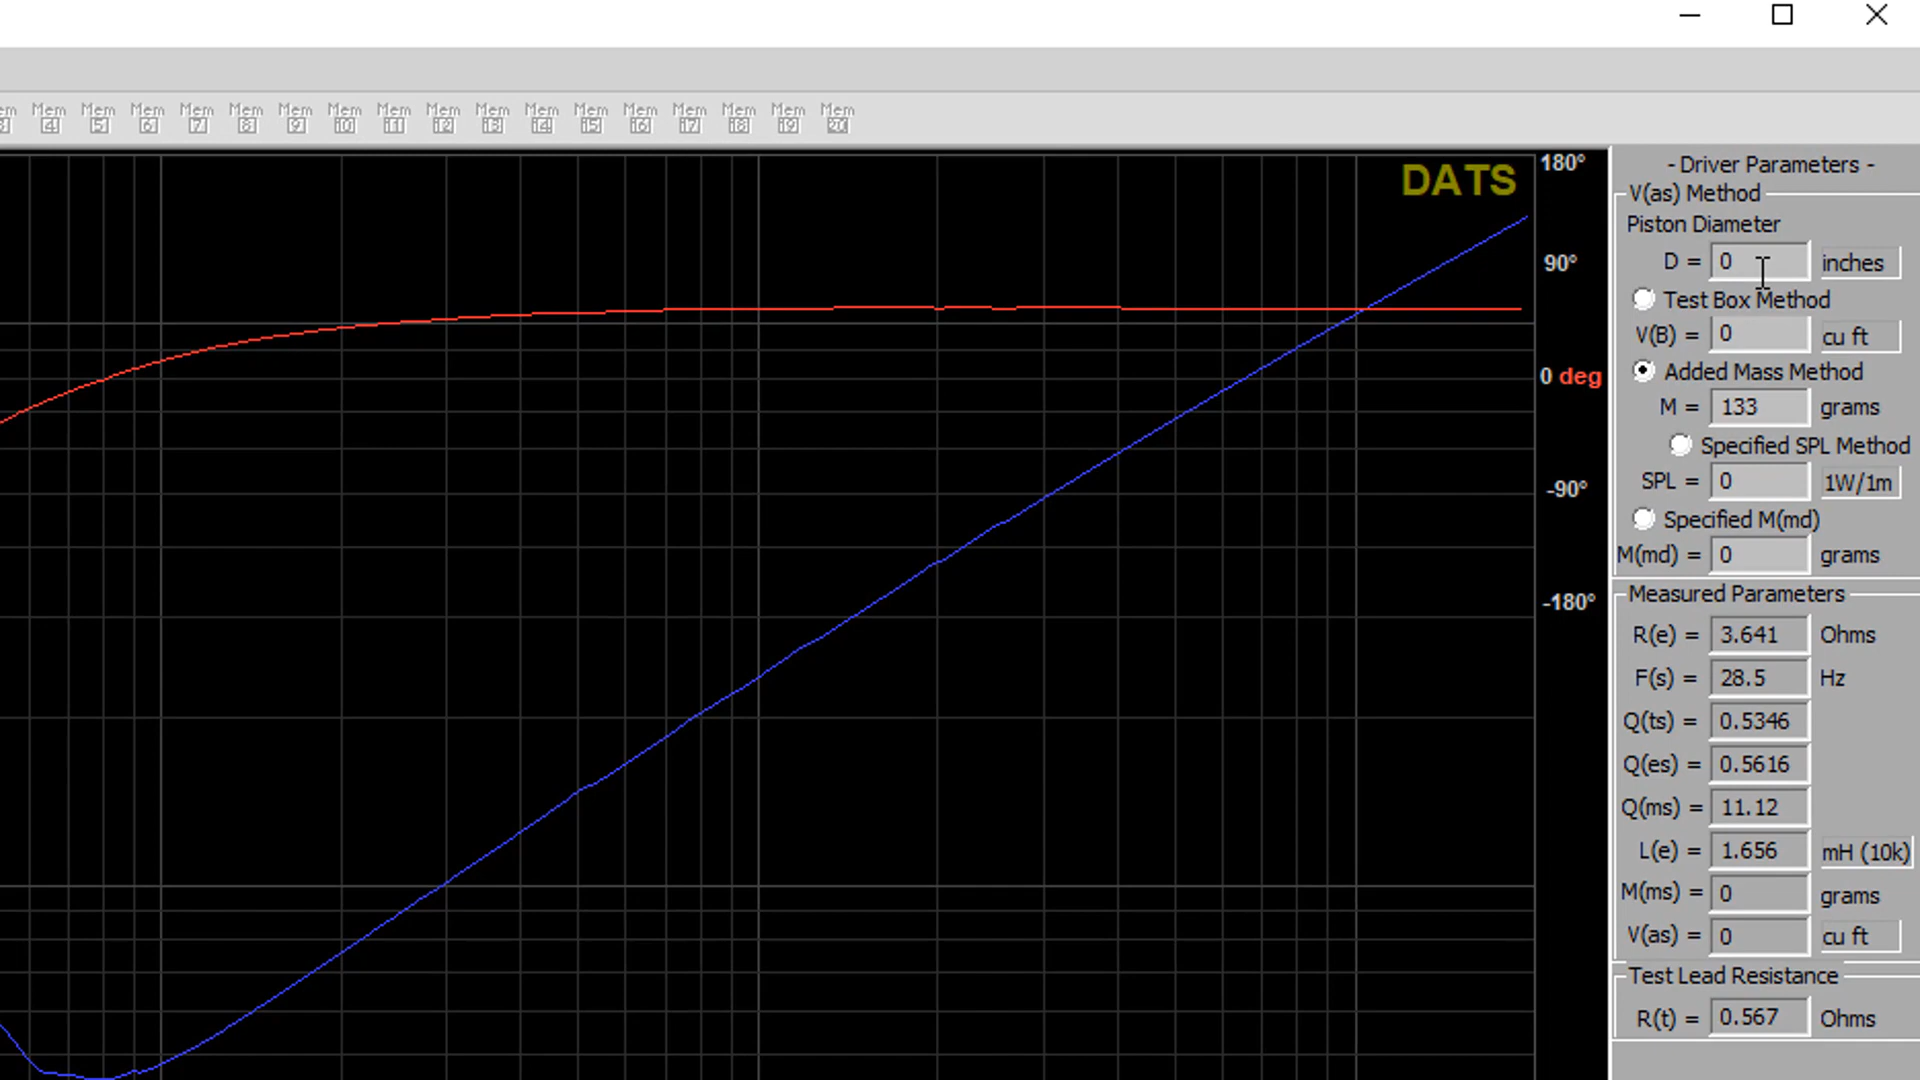 Mem Mem Mem Mem Mem Mem Mem Mem Mem Mem Mem Mem Mem Mem Mem Mem Mem
4 5 6 7 8 9 10 11 12 13 14 15 16 17 18 19 20
DATS
180°
90°
0 deg
-90°
-180°
- Driver Parameters -
V(as) Method
Piston Diameter
D = 0 inches
Test Box Method
V(B) = 0 cu ft
Added Mass Method
M = 133 grams
Specified SPL Method
SPL = 0 1W/1m
Specified M(md)
M(md) = 0 grams
Measured Parameters
R(e) = 3.641 Ohms
F(s) = 28.5 Hz
Q(ts) = 0.5346
Q(es) = 0.5616
Q(ms) = 11.12
L(e) = 1.656 mH (10k)
M(ms) = 0 grams
V(as) = 0 cu ft
Test Lead Resistance
R(t) = 0.567 Ohms